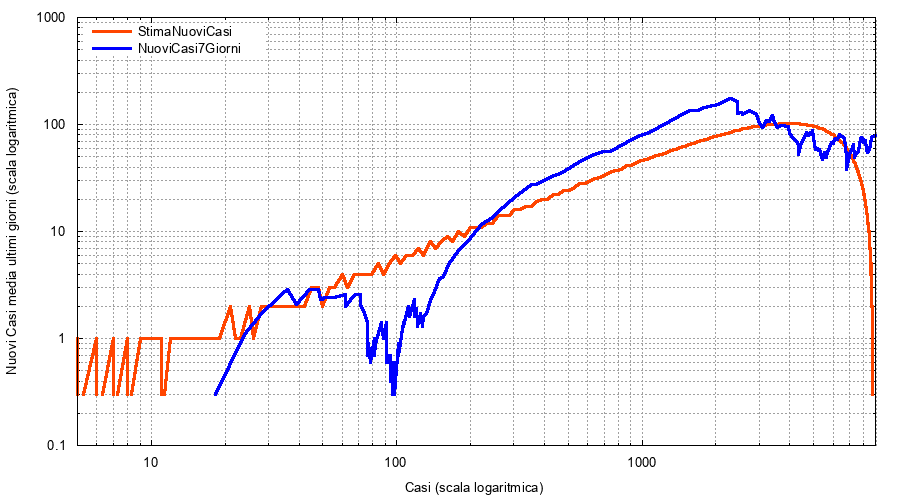 1000
StimaNuoviCasi
NuoviCasi7Giorni
100
10
1
0.1
10 100 1000
Casi (scala logaritmica)
Nuovi Casi media ultimi giorni (scala logaritmica)